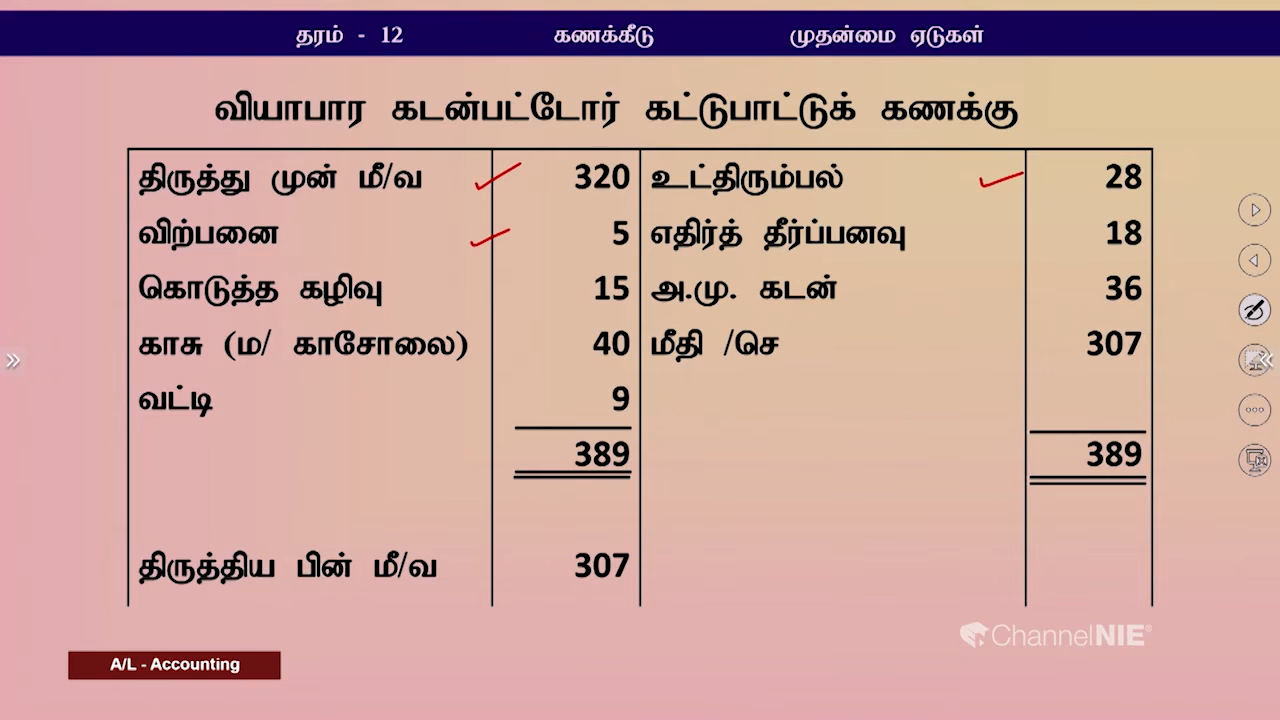 தரம் - 12 கணக்கீடு முதன்மை ஏடுகள்
வியாபார கடன்பட்டோர் கட்டுபாட்டுக் கணக்கு
திருத்து முன் மீ/வ 320 உட்திரும்பல் 28
விற்பனை 5 எதிர்த் தீர்ப்பனவு 18
கொடுத்த கழிவு 15 அ.மு. கடன் 36
காசு (ம/ காசோலை) 40 மீதி /செ 307
வட்டி 9
389 389
திருத்திய பின் மீ/வ 307
ChannelNIE
A/L - Accounting